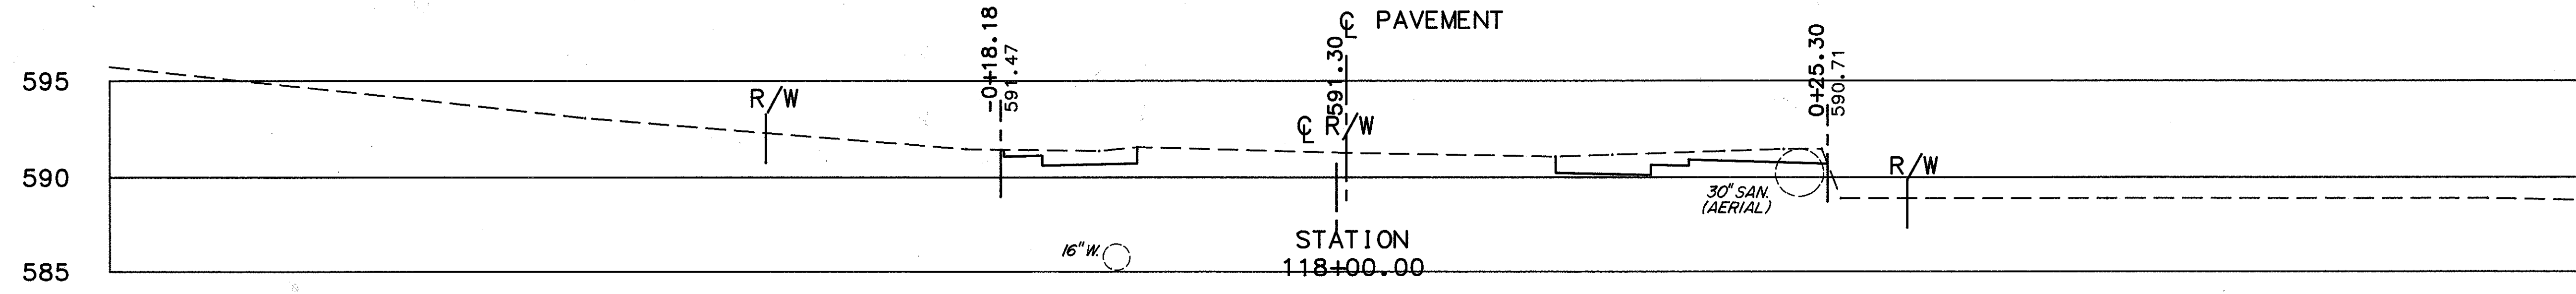 ℄ PAVEMENT
-0+18.18
591.47
591.30
0+25.30
590.71
595
R/W
℄ R/W
590
R/W
30" SAN.
(AERIAL)
16" W.
STATION
585
118+00.00